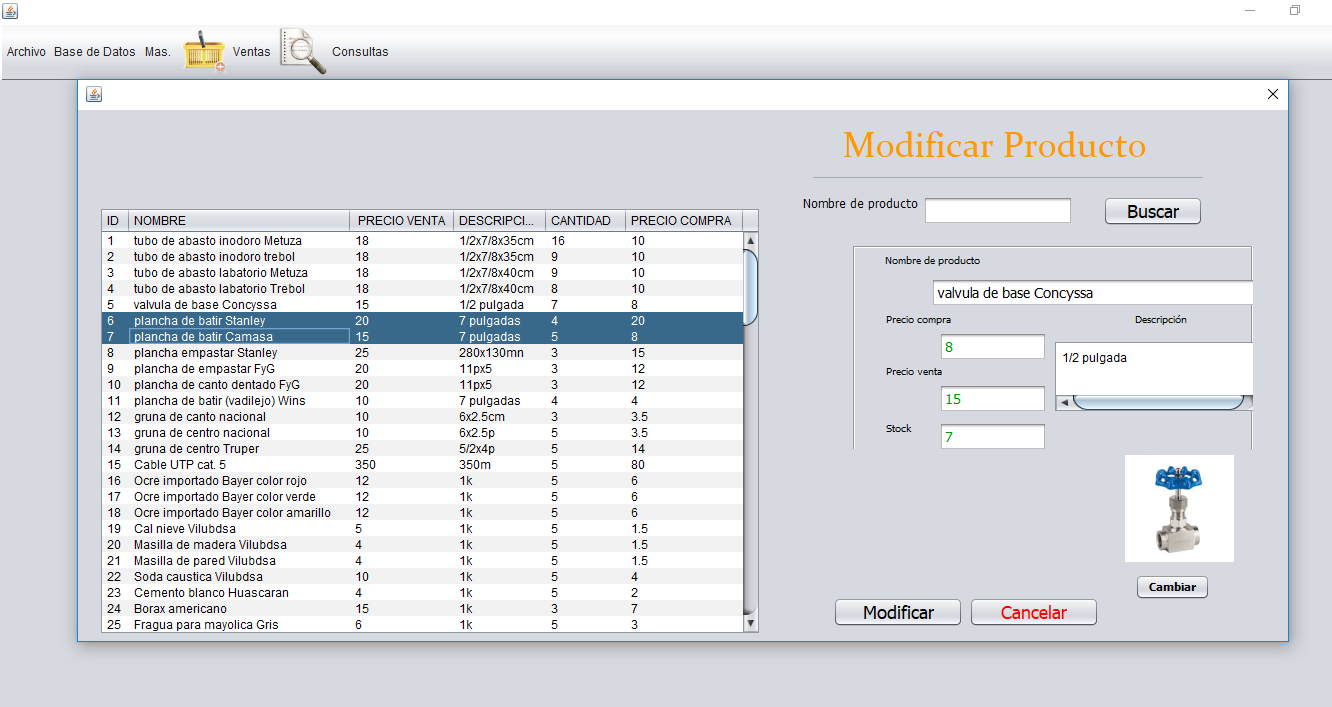 Archivo Base de Datos Mas. Ventas Consultas
Modificar Producto
Nombre de producto
Buscar
ID NOMBRE PRECIO VENTA DESCRIPCI... CANTIDAD PRECIO COMPRA
1 tubo de abasto inodoro Metuza 18 1/2x7/8x35cm 16 10
2 tubo de abasto inodoro trebol 18 1/2x7/8x35cm 9 10
3 tubo de abasto labatorio Metuza 18 1/2x7/8x40cm 9 10
4 tubo de abasto labatorio Trebol 18 1/2x7/8x40cm 8 10
5 valvula de base Concyssa 15 1/2 pulgada 7 8
6 plancha de batir Stanley 20 7 pulgadas 4 20
7 plancha de batir Camasa 15 7 pulgadas 5 8
8 plancha empastar Stanley 25 280x130mn 3 15
9 plancha de empastar FyG 20 11px5 3 12
10 plancha de canto dentado FyG 20 11px5 3 12
11 plancha de batir (vadilejo) Wins 10 7 pulgadas 4 4
12 gruna de canto nacional 10 6x2.5cm 3 3.5
13 gruna de centro nacional 10 6x2.5p 5 3.5
14 gruna de centro Truper 25 5/2x4p 5 14
15 Cable UTP cat. 5 350 350m 5 80
16 Ocre importado Bayer color rojo 12 1k 5 6
17 Ocre importado Bayer color verde 12 1k 5 6
18 Ocre importado Bayer color amarillo 12 1k 5 6
19 Cal nieve Vilubdsa 5 1k 5 1.5
20 Masilla de madera Vilubdsa 4 1k 5 1.5
21 Masilla de pared Vilubdsa 4 1k 5 1.5
22 Soda caustica Vilubdsa 10 1k 5 4
23 Cemento blanco Huascaran 4 1k 5 2
24 Borax americano 15 1k 3 7
25 Fragua para mayolica Gris 6 1k 5 3
Nombre de producto
valvula de base Concyssa
Precio compra
8
Descripción
1/2 pulgada
Precio venta
15
Stock
7
Cambiar
Modificar
Cancelar